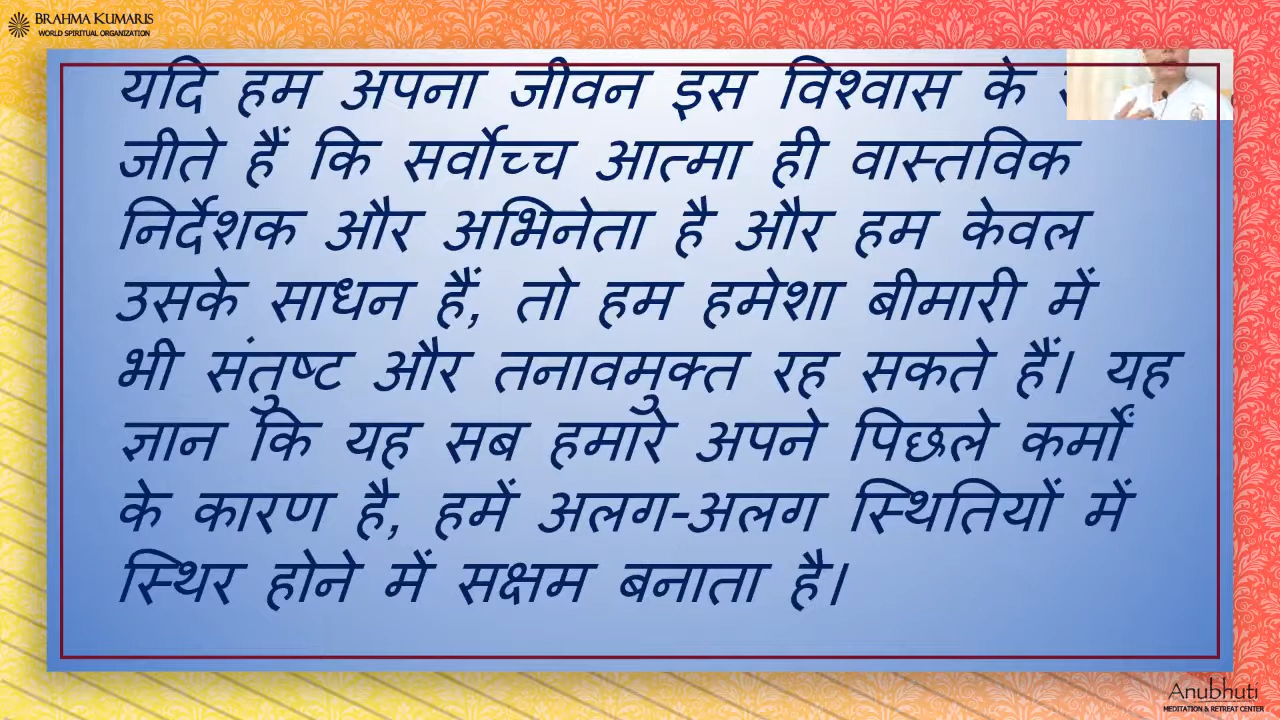 BRAHMA KUMARIS
WORLD SPIRITUAL ORGANIZATION
यदि हम अपना जीवन इस विश्वास के
जीते हैं कि सर्वोच्च आत्मा ही वास्तविक
निर्देशक और अभिनेता है और हम केवल
उसके साधन हैं, तो हम हमेशा बीमारी में
भी संतुष्ट और तनावमुक्त रह सकते हैं। यह
ज्ञान कि यह सब हमारे अपने पिछले कर्मों
के कारण है, हमें अलग-अलग स्थितियों में
स्थिर होने में सक्षम बनाता है।
Anubhuti
MEDITATION & RETREAT CENTER